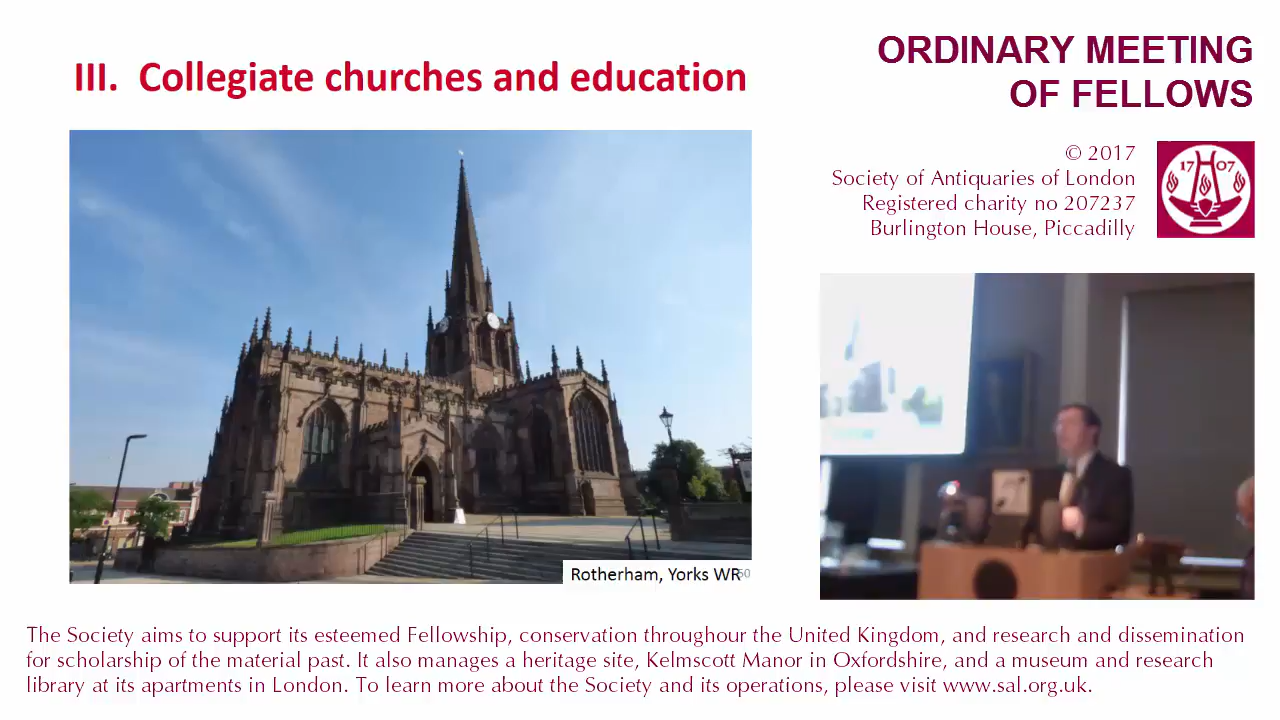 III. Collegiate churches and education
ORDINARY MEETING
OF FELLOWS
© 2017
Society of Antiquaries of London
Registered charity no 207237
Burlington House, Piccadilly
17 07
Rotherham, Yorks WR
60
The Society aims to support its esteemed Fellowship, conservation throughour the United Kingdom, and research and dissemination
for scholarship of the material past. It also manages a heritage site, Kelmscott Manor in Oxfordshire, and a museum and research
library at its apartments in London. To learn more about the Society and its operations, please visit www.sal.org.uk.